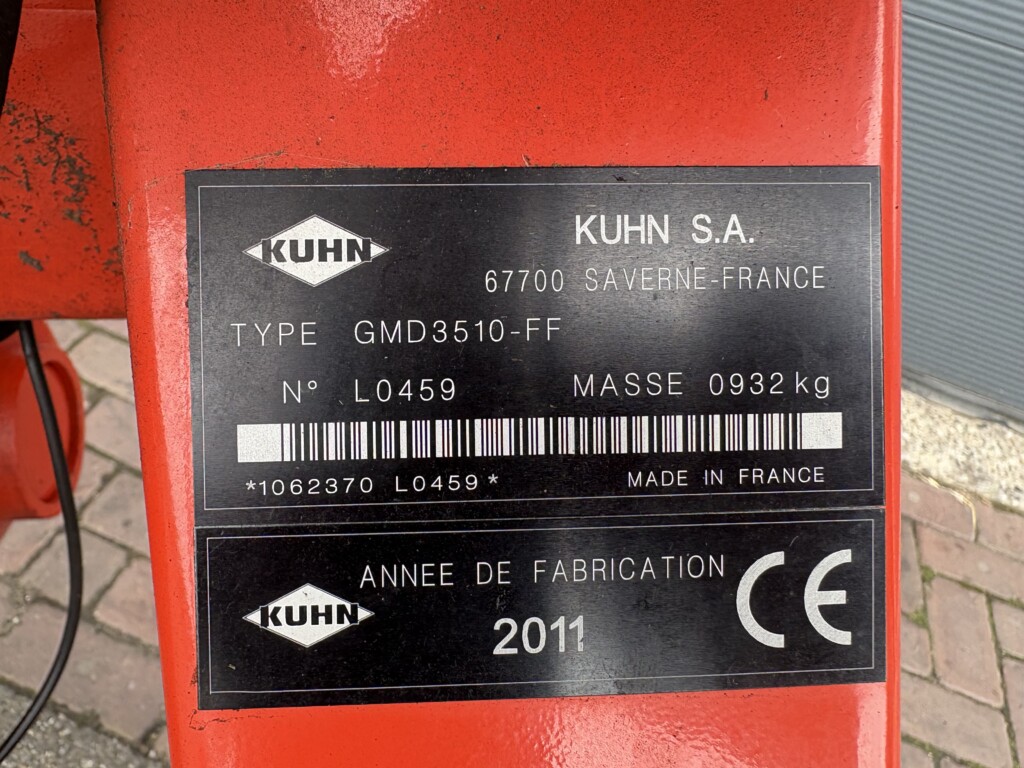 KUHN
KUHN S.A.
67700 SAVERNE-FRANCE
TYPE GMD3510-FF
N° L0459 MASSE 0932 kg
*1062370 L0459*
MADE IN FRANCE
ANNEE DE FABRICATION
KUHN
2011
CE